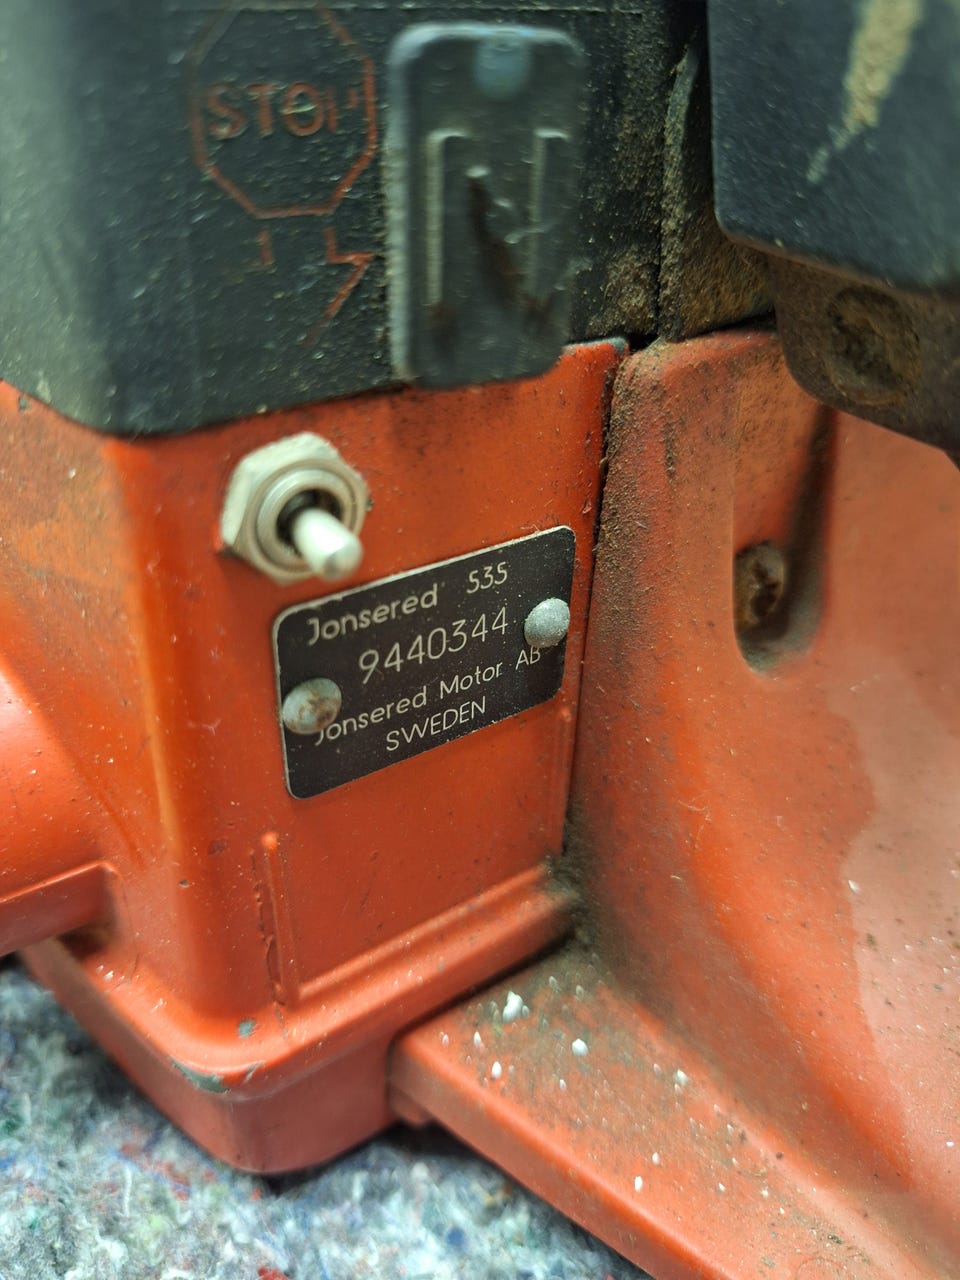 STOP
Jonsered 535
9440344
Jonsered Motor AB
SWEDEN